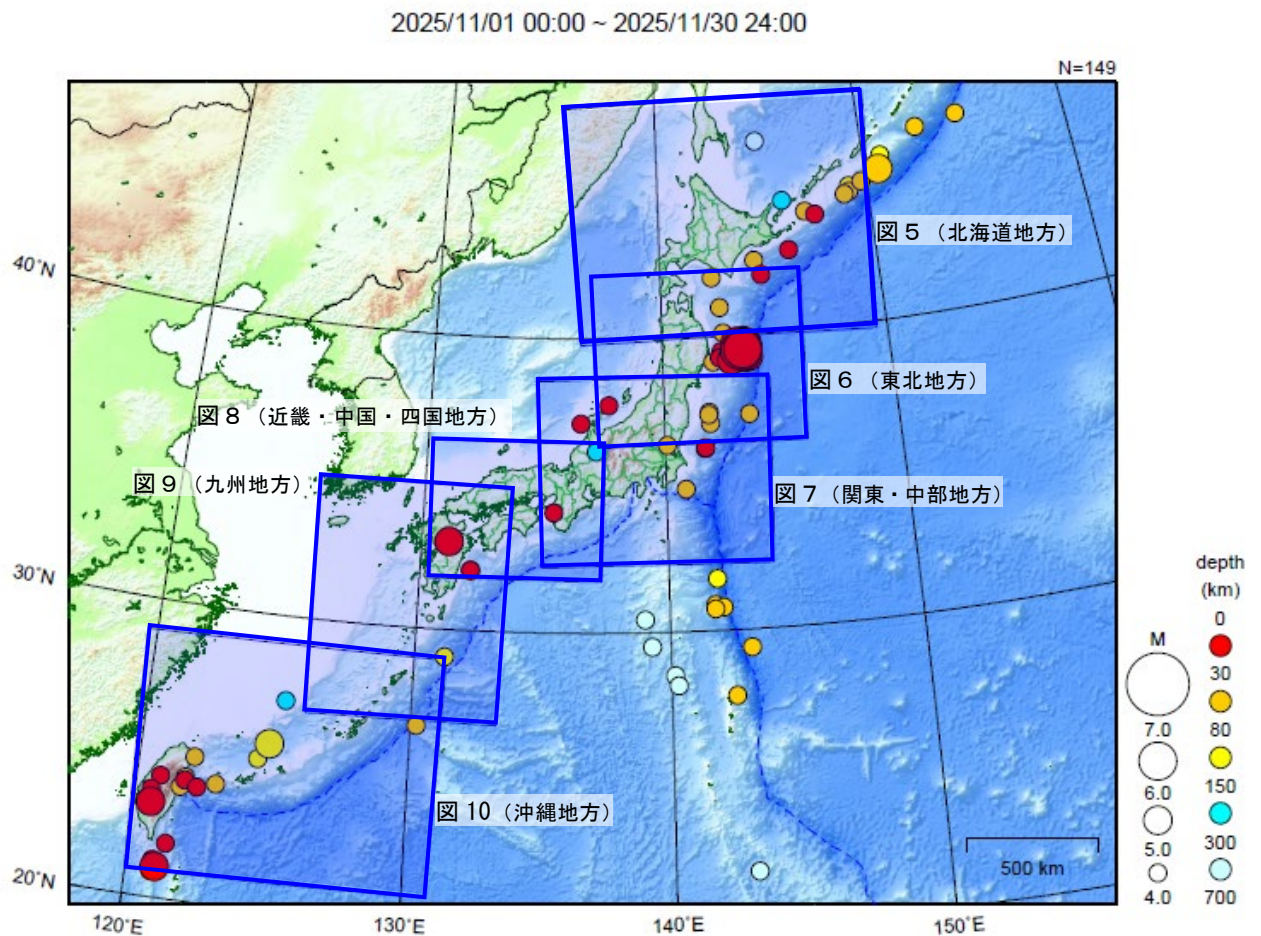 2025/11/01 00:00 ~ 2025/11/30 24:00
N=149
図５（北海道地方）
40˚N
図６（東北地方）
図８（近畿・中国・四国地方）
図９（九州地方）
図７（関東・中部地方）
30˚N
depth
(km)
0
M
30
7.0
80
6.0
150
図 10（沖縄地方）
5.0
300
500 km
4.0
700
20˚N
120˚E
130˚E
140˚E
150˚E